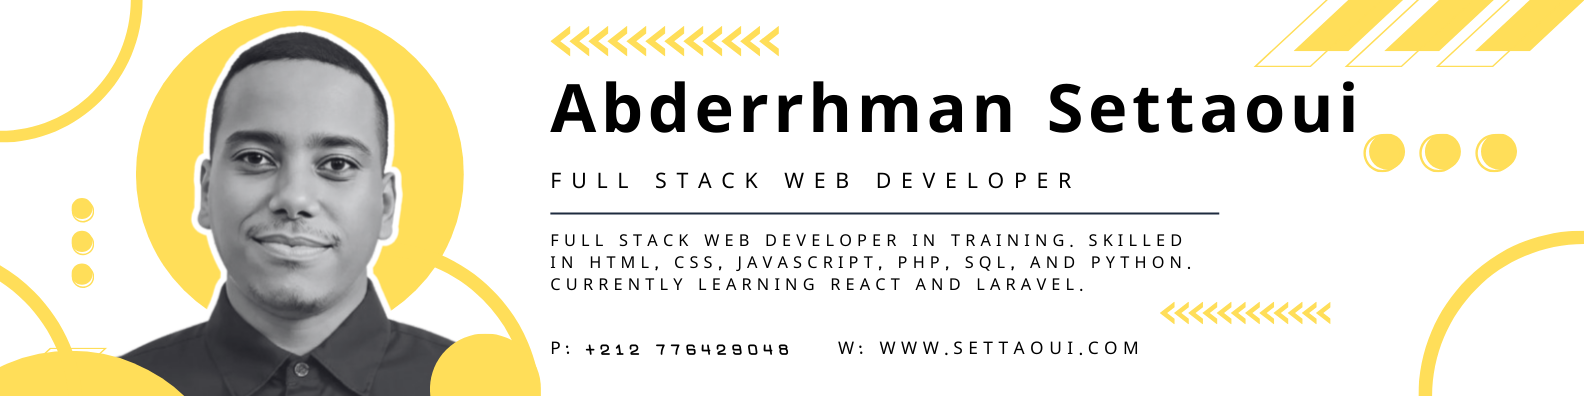 Abderrhman Settaoui
FULL STACK WEB DEVELOPER
FULL STACK WEB DEVELOPER IN TRAINING. SKILLED
IN HTML, CSS, JAVASCRIPT, PHP, SQL, AND PYTHON.
CURRENTLY LEARNING REACT AND LARAVEL.
P: +212 776429048 W: WWW.SETTAOUI.COM